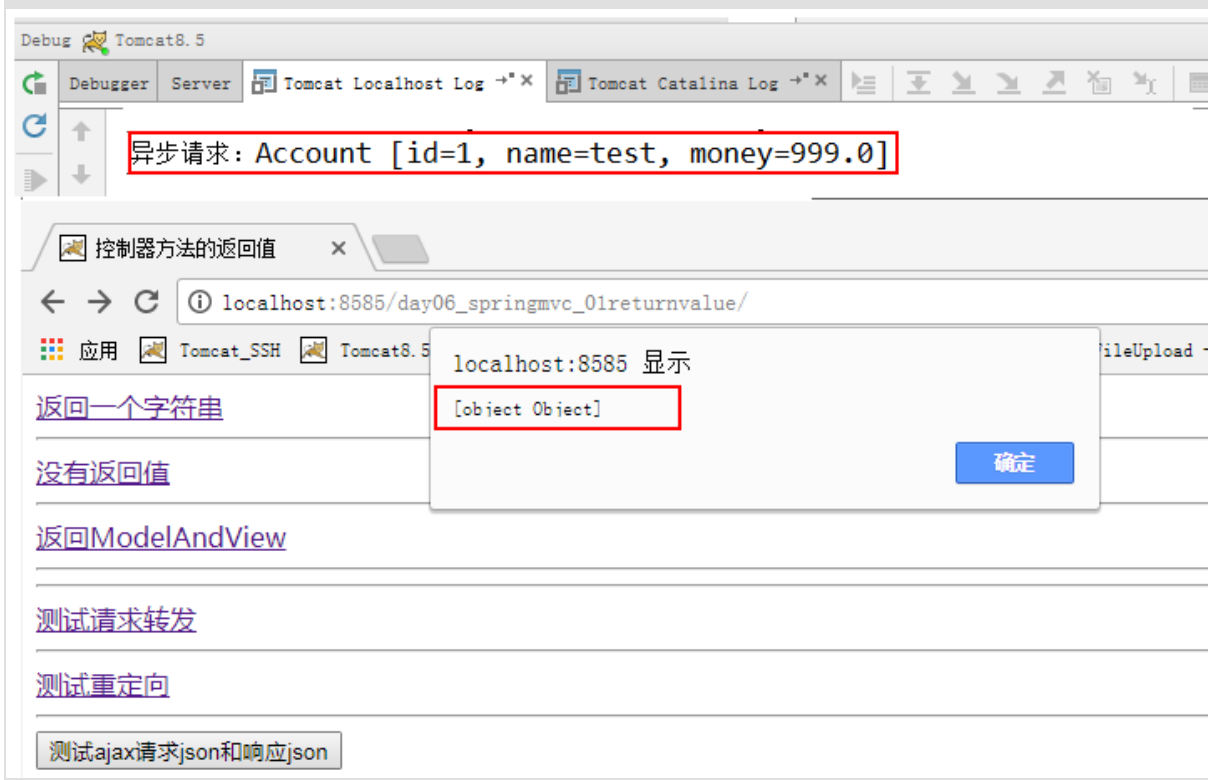 Debug Tomcat8.5
Debugger Server Tomcat Localhost Log Tomcat Catalina Log
异步请求：Account [id=1, name=test, money=999.0]
控制器方法的返回值
localhost:8585/day06_springmvc_01returnvalue/
应用 Tomcat_SSH Tomcat8.5 FileUpload
localhost:8585 显示
[object Object]
确定
返回一个字符串
没有返回值
返回ModelAndView
测试请求转发
测试重定向
测试ajax请求json和响应json